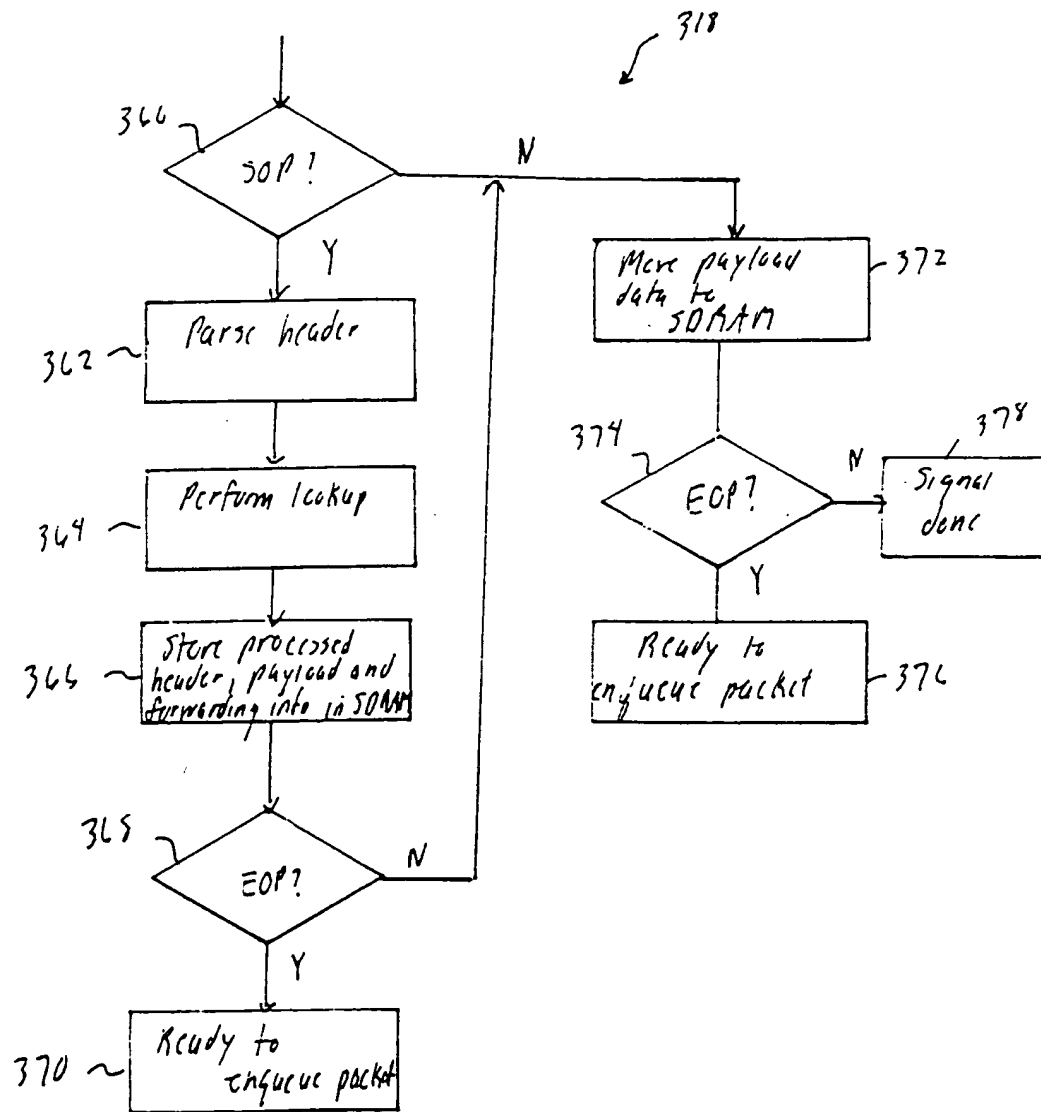 318
366
SOP?
N
Y
Parse header
362
Perform lookup
364
Store processed
header, payload and
forwarding info in SDRAM
366
EOP?
368
N
Y
Ready to
enqueue packet
370
Move payload
data to
SDRAM
372
374
EOP?
N
378
Signal
done
Y
Ready to
enqueue packet
376